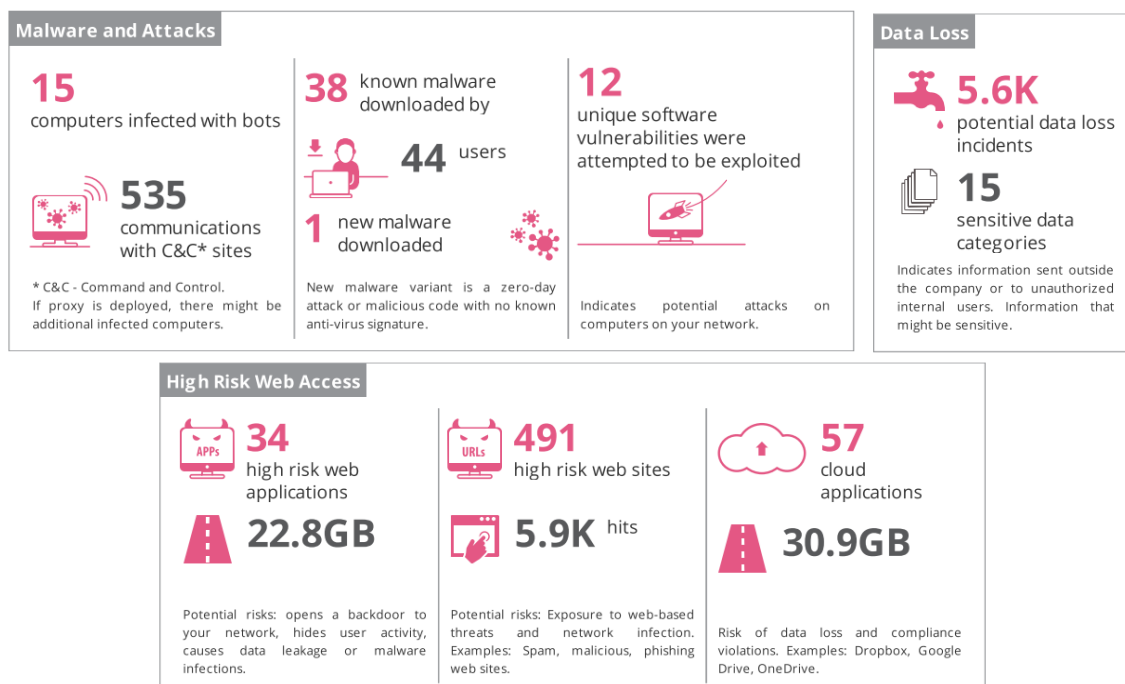 Malware and Attacks
15
computers infected with bots
535
communications
with C&C* sites
* C&C - Command and Control.
If proxy is deployed, there might be
additional infected computers.
38 known malware
downloaded by
44 users
1 new malware
downloaded
New malware variant is a zero-day
attack or malicious code with no known
anti-virus signature.
12
unique software
vulnerabilities were
attempted to be exploited
Indicates potential attacks on
computers on your network.
Data Loss
5.6K
potential data loss
incidents
15
sensitive data
categories
Indicates information sent outside
the company or to unauthorized
internal users. Information that
might be sensitive.
High Risk Web Access
APPs
34
high risk web
applications
22.8GB
Potential risks: opens a backdoor to
your network, hides user activity,
causes data leakage or malware
infections.
URLs
491
high risk web sites
5.9K hits
Potential risks: Exposure to web-based
threats and network infection.
Examples: Spam, malicious, phishing
web sites.
57
cloud
applications
30.9GB
Risk of data loss and compliance
violations. Examples: Dropbox, Google
Drive, OneDrive.